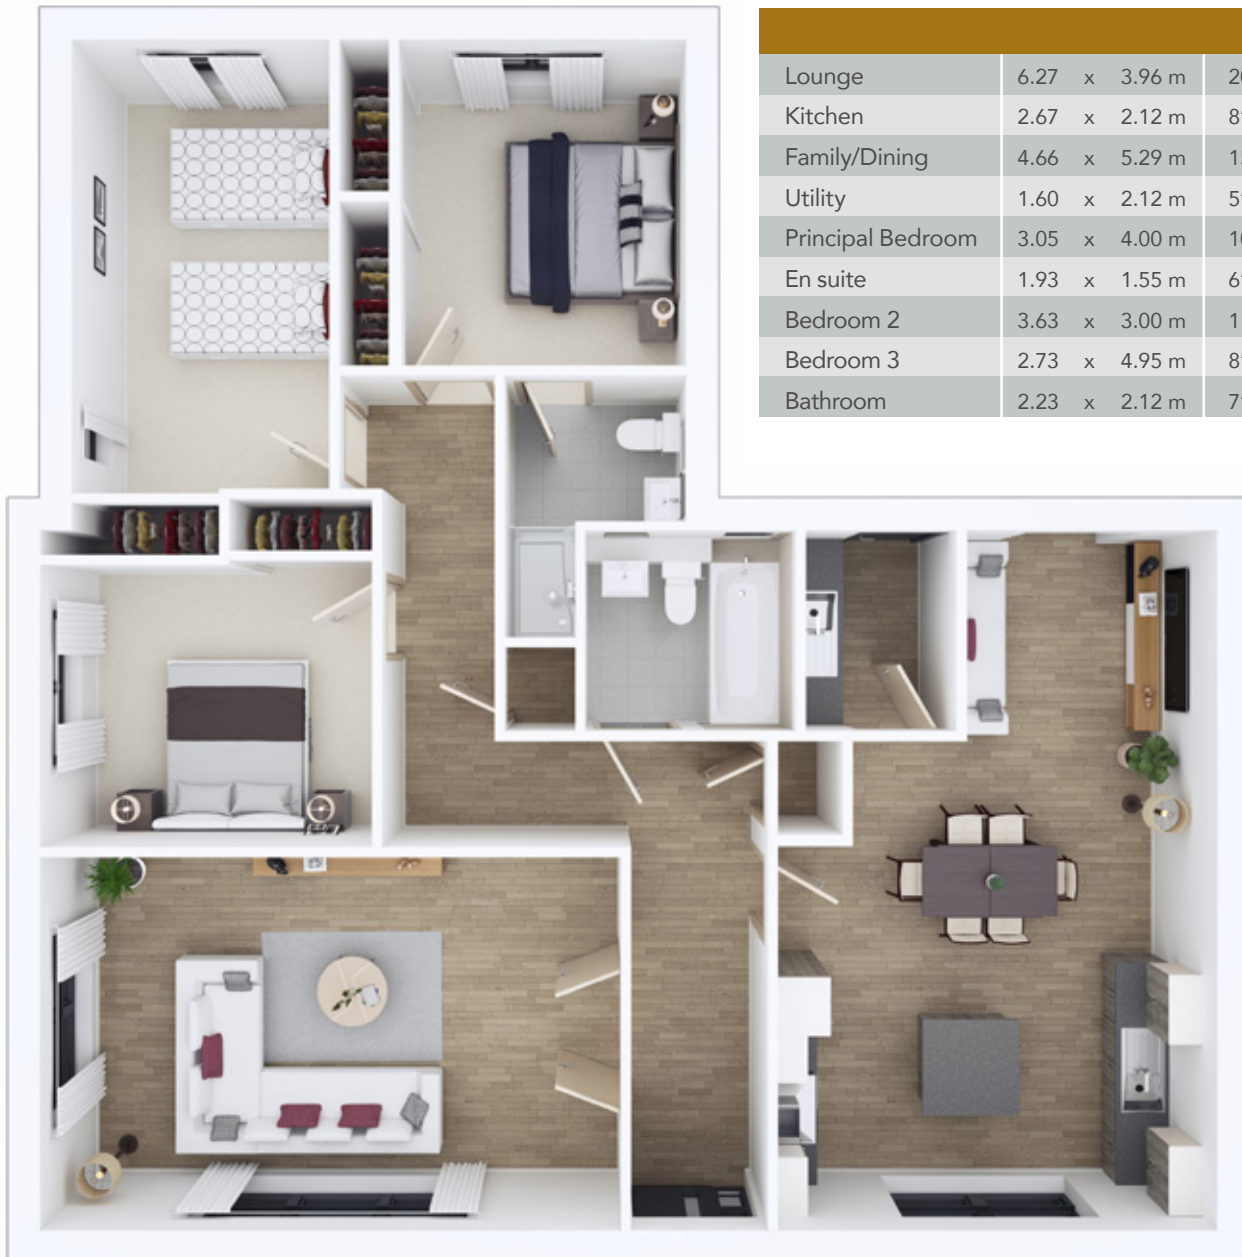 Lounge 6.27 x 3.96 m
Kitchen 2.67 x 2.12 m
Family/Dining 4.66 x 5.29 m
Utility 1.60 x 2.12 m
Principal Bedroom 3.05 x 4.00 m
En suite 1.93 x 1.55 m
Bedroom 2 3.63 x 3.00 m
Bedroom 3 2.73 x 4.95 m
Bathroom 2.23 x 2.12 m